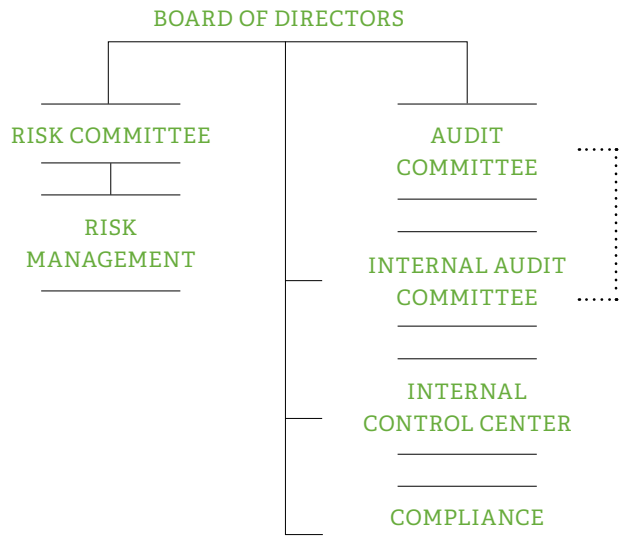 BOARD OF DIRECTORS
RISK COMMITTEE
RISK
MANAGEMENT
AUDIT
COMMITTEE
INTERNAL AUDIT
COMMITTEE
INTERNAL
CONTROL CENTER
COMPLIANCE